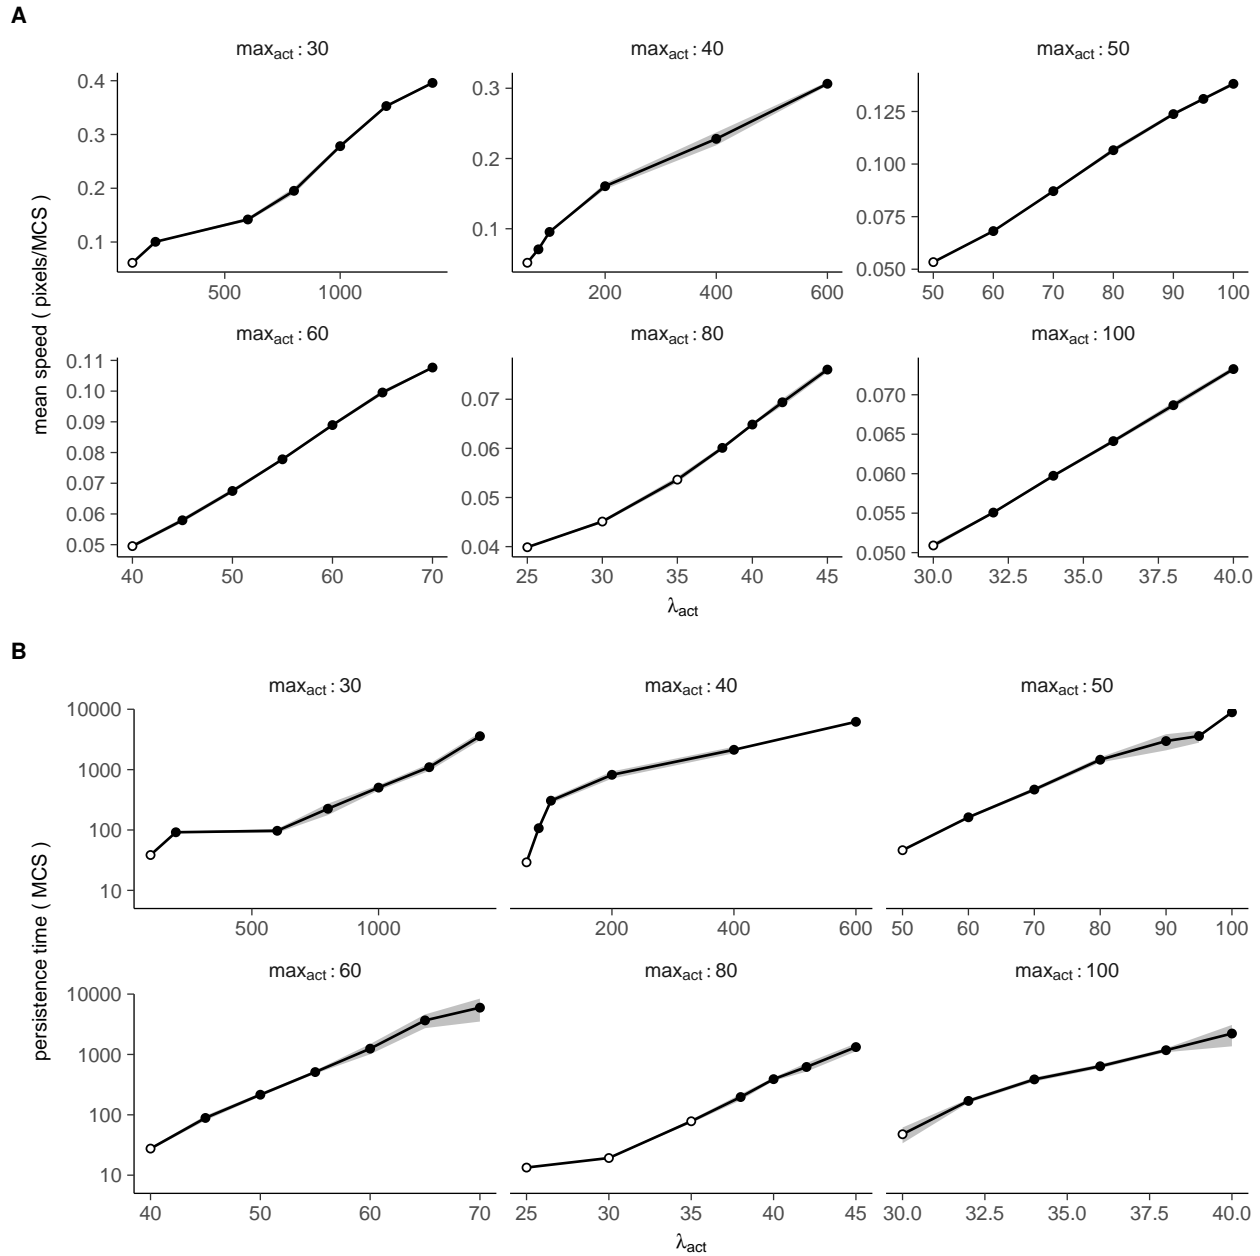 A
max_act : 30 max_act : 40 max_act : 50
0.4
0.3
0.2
0.1
500 1000
0.3
0.2
0.1
200 400 600
0.125
0.100
0.075
0.050
50 60 70 80 90 100
mean speed ( pixels/MCS )
max_act : 60 max_act : 80 max_act : 100
0.11
0.10
0.09
0.08
0.07
0.06
0.05
40 50 60 70
0.07
0.06
0.05
0.04
25 30 35 40 45
0.070
0.065
0.060
0.055
0.050
30.0 32.5 35.0 37.5 40.0
λ_act
B
max_act : 30 max_act : 40 max_act : 50
10000
1000
100
10
500 1000
200 400 600
50 60 70 80 90 100
persistence time ( MCS )
max_act : 60 max_act : 80 max_act : 100
10000
1000
100
10
40 50 60 70
25 30 35 40 45
30.0 32.5 35.0 37.5 40.0
λ_act